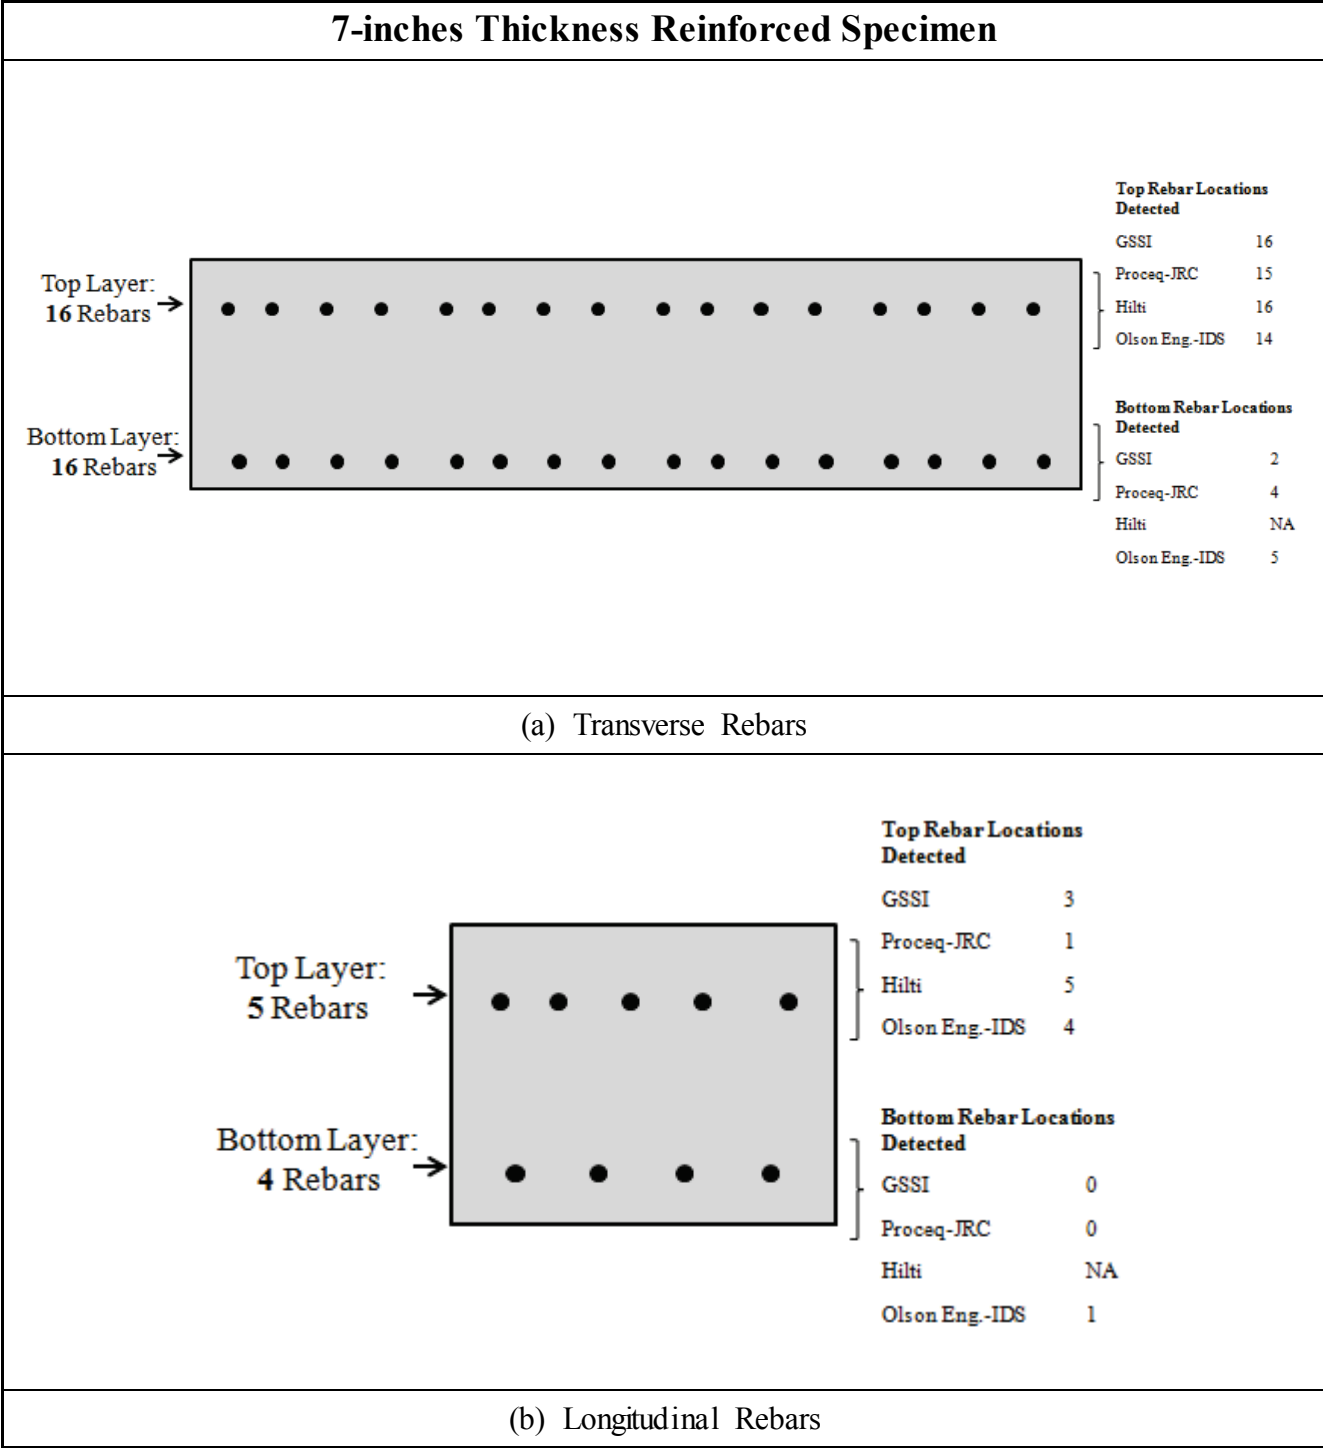 7-inches Thickness Reinforced Specimen
Top Layer:
16 Rebars
Bottom Layer:
16 Rebars
Top Rebar Locations
Detected
GSSI 16
Proceq-JRC 15
Hilti 16
Olson Eng.-IDS 14
Bottom Rebar Locations
Detected
GSSI 2
Proceq-JRC 4
Hilti NA
Olson Eng.-IDS 5
(a) Transverse Rebars
Top Layer:
5 Rebars
Bottom Layer:
4 Rebars
Top Rebar Locations
Detected
GSSI 3
Proceq-JRC 1
Hilti 5
Olson Eng.-IDS 4
Bottom Rebar Locations
Detected
GSSI 0
Proceq-JRC 0
Hilti NA
Olson Eng.-IDS 1
(b) Longitudinal Rebars